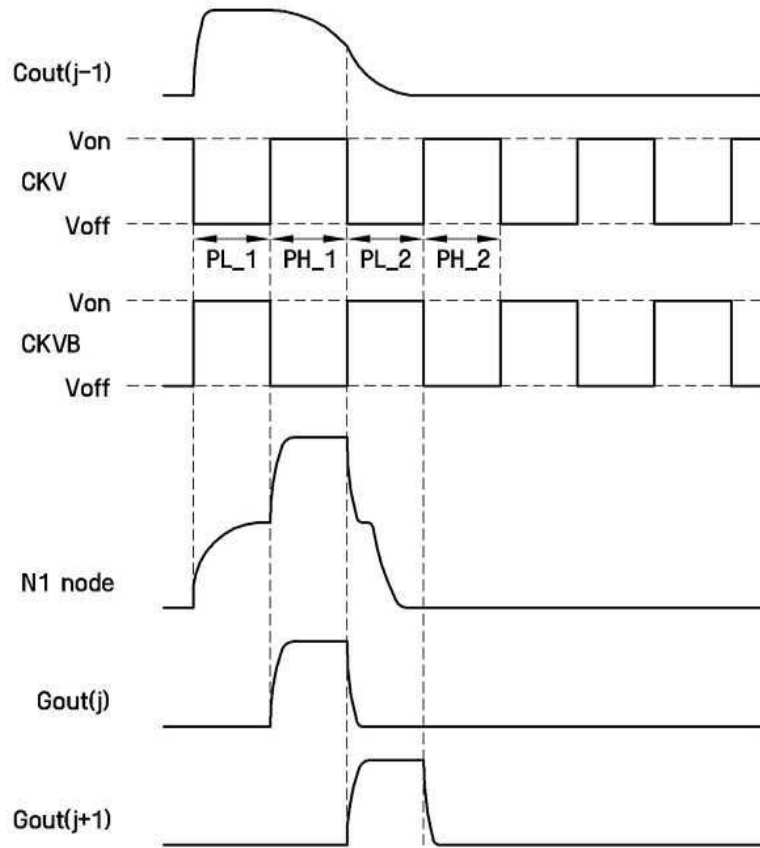 Cout(j-1)
Von
CKV
Voff
PL_1 PH_1 PL_2 PH_2
Von
CKVB
Voff
N1 node
Gout(j)
Gout(j+1)